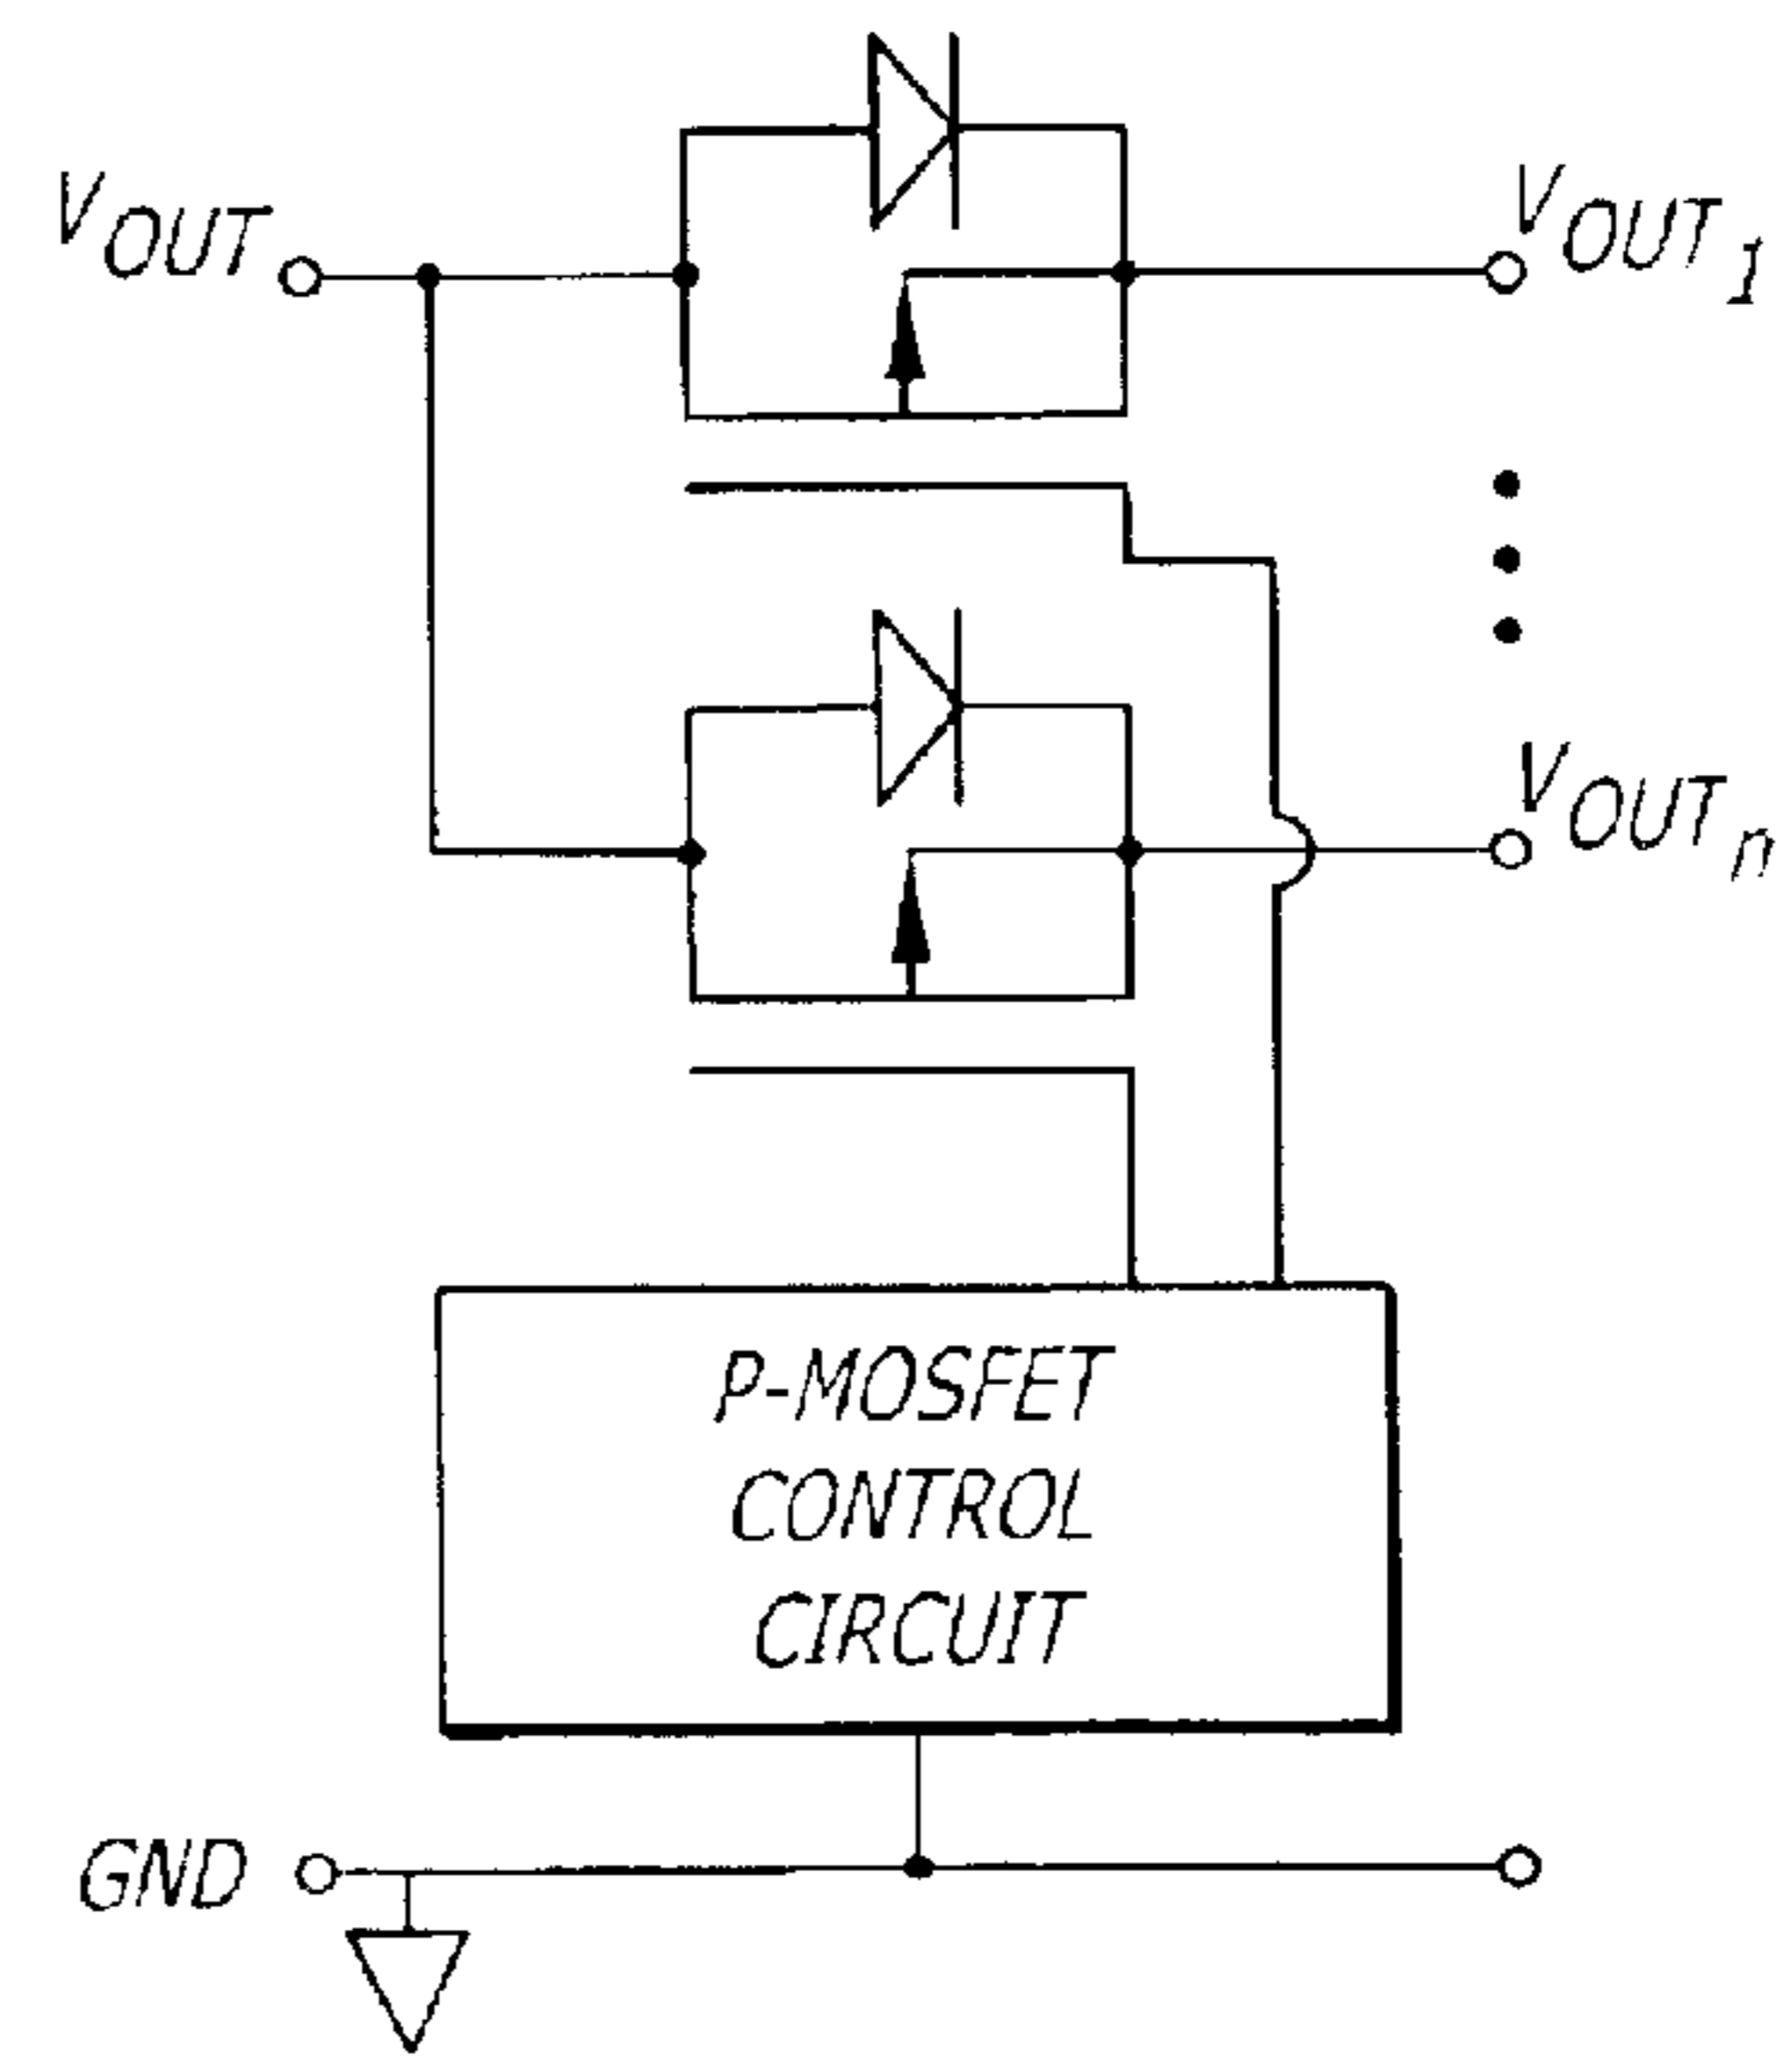 VOUT
VOUT1
VOUTn
P-MOSFET
CONTROL
CIRCUIT
GND